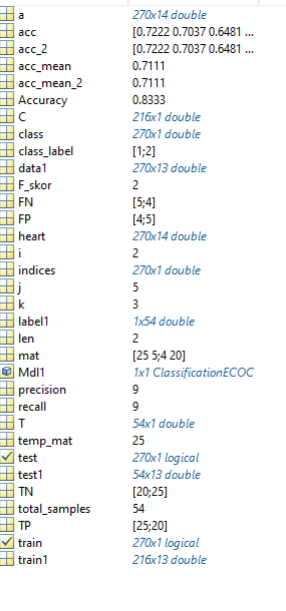 a 270x14 double
acc [0.7222 0.7037 0.6481 ...
acc_2 [0.7222 0.7037 0.6481 ...
acc_mean 0.7111
acc_mean_2 0.7111
Accuracy 0.8333
C 216x1 double
class 270x1 double
class_label [1;2]
data1 270x13 double
F_skor 2
FN [5;4]
FP [4;5]
heart 270x14 double
i 2
indices 270x1 double
j 5
k 3
label1 1x54 double
len 2
mat [25 5;4 20]
Mdl1 1x1 ClassificationECOC
precision 9
recall 9
T 54x1 double
temp_mat 25
test 270x1 logical
test1 54x13 double
TN [20;25]
total_samples 54
TP [25;20]
train 270x1 logical
train1 216x13 double